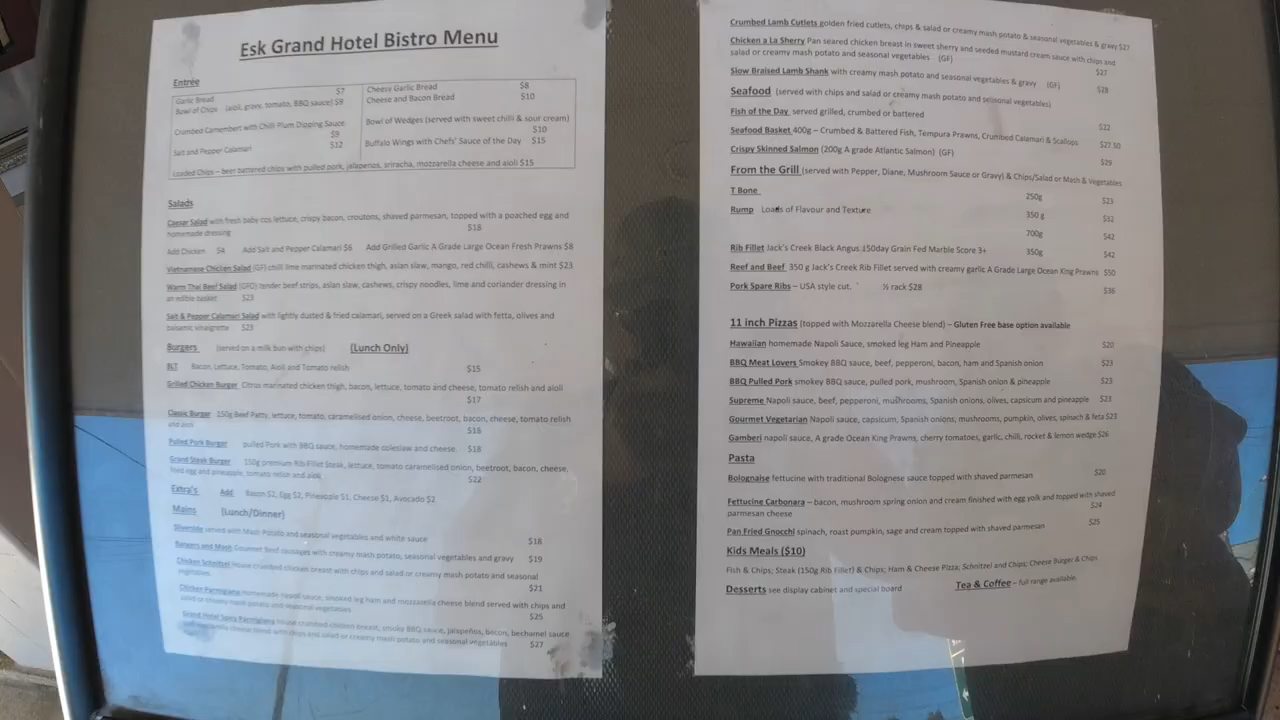 Esk Grand Hotel Bistro Menu
Entrée
Garlic Bread $7
Bowl of Chips (aioli, gravy, tomato, BBQ sauce) $9
Crumbed Camembert with Chilli Plum Dipping Sauce
$9
Salt and Pepper Calamari $12
Cheesy Garlic Bread $8
Cheese and Bacon Bread $10
Bowl of Wedges (served with sweet chilli & sour cream)
$10
Buffalo Wings with Chefs' Sauce of the Day $15
Loaded Chips – beer battered chips with pulled pork, jalapenos, sriracha, mozzarella cheese and aioli $15
Salads
Caesar Salad with fresh baby cos lettuce, crispy bacon, croutons, shaved parmesan, topped with a poached egg and
homemade dressing $18
Add Chicken $4 Add Salt and Pepper Calamari $6 Add Grilled Garlic A Grade Large Ocean Fresh Prawns $8
Vietnamese Chicken Salad (GF) chilli lime marinated chicken thigh, asian slaw, mango, red chilli, cashews & mint $23
Warm Thai Beef Salad (GFO) tender beef strips, asian slaw, cashews, crispy noodles, lime and coriander dressing in
an edible basket $23
Salt & Pepper Calamari Salad with lightly dusted & fried calamari, served on a Greek salad with fetta, olives and
balsamic vinaigrette $23
Burgers (served on a milk bun with chips) (Lunch Only)
BLT Bacon, Lettuce, Tomato, Aioli and Tomato relish $15
Grilled Chicken Burger Citrus marinated chicken thigh, bacon, lettuce, tomato and cheese, tomato relish and aioli
$17
Classic Burger 150g Beef Patty, lettuce, tomato, caramelised onion, cheese, beetroot, bacon, cheese, tomato relish
and aioli $18
Pulled Pork Burger pulled Pork with BBQ sauce, homemade coleslaw and cheese $18
Grand Steak Burger 150g premium Rib Fillet Steak, lettuce, tomato caramelised onion, beetroot, bacon, cheese,
fried egg and pineapple, tomato relish and aioli $22
Extra's Add Bacon $2, Egg $2, Pineapple $1, Cheese $1, Avocado $2
Mains (Lunch/Dinner)
Silverside served with Mash Potato and seasonal vegetables and white sauce $18
Bangers and Mash Gourmet Beef sausages with creamy mash potato, seasonal vegetables and gravy $19
Chicken Schnitzel House crumbed chicken breast with chips and salad or creamy mash potato and seasonal
vegetables $21
Chicken Parmigiana Homemade napoli sauce, smoked leg ham and mozzarella cheese blend served with chips and
salad or creamy mash potato and seasonal vegetables $25
Grand Hotel Spicy Parmigiana house crumbed chicken breast, smoky BBQ sauce, jalapeños, bacon, bechamel sauce
and mozzarella cheese blend with chips and salad or creamy mash potato and seasonal vegetables $27
Crumbed Lamb Cutlets golden fried cutlets, chips & salad or creamy mash potato & seasonal vegetables & gravy $27
Chicken a La Sherry Pan seared chicken breast in sweet sherry and seeded mustard cream sauce with chips and
salad or creamy mash potato and seasonal vegetables (GF) $27
Slow Braised Lamb Shank with creamy mash potato and seasonal vegetables & gravy (GF) $28
Seafood (served with chips and salad or creamy mash potato and seasonal vegetables)
Fish of the Day served grilled, crumbed or battered $22
Seafood Basket 400g – Crumbed & Battered Fish, Tempura Prawns, Crumbed Calamari & Scallops $27.50
Crispy Skinned Salmon (200g A grade Atlantic Salmon) (GF) $29
From the Grill (served with Pepper, Diane, Mushroom Sauce or Gravy) & Chips/Salad or Mash & Vegetables
T Bone 250g $23
Rump Loads of Flavour and Texture 350 g $32
700g $42
Rib Fillet Jack's Creek Black Angus 150day Grain Fed Marble Score 3+ 350g $42
Reef and Beef 350 g Jack's Creek Rib Fillet served with creamy garlic A Grade Large Ocean King Prawns $50
Pork Spare Ribs – USA style cut. ½ rack $28 $36
11 inch Pizzas (topped with Mozzarella Cheese blend) – Gluten Free base option available
Hawaiian homemade Napoli Sauce, smoked leg Ham and Pineapple $20
BBQ Meat Lovers Smokey BBQ sauce, beef, pepperoni, bacon, ham and Spanish onion $23
BBQ Pulled Pork smokey BBQ sauce, pulled pork, mushroom, Spanish onion & pineapple $23
Supreme Napoli sauce, beef, pepperoni, mushrooms, Spanish onions, olives, capsicum and pineapple $23
Gourmet Vegetarian Napoli sauce, capsicum, Spanish onions, mushrooms, pumpkin, olives, spinach & feta $23
Gamberi napoli sauce, A grade Ocean King Prawns, cherry tomatoes, garlic, chilli, rocket & lemon wedge $26
Pasta
Bolognaise fettucine with traditional Bolognese sauce topped with shaved parmesan $20
Fettucine Carbonara – bacon, mushroom spring onion and cream finished with egg yolk and topped with shaved
parmesan cheese $24
Pan Fried Gnocchi spinach, roast pumpkin, sage and cream topped with shaved parmesan $25
Kids Meals ($10)
Fish & Chips; Steak (150g Rib Fillet) & Chips; Ham & Cheese Pizza; Schnitzel and Chips; Cheese Burger & Chips
Desserts see display cabinet and special board Tea & Coffee – full range available